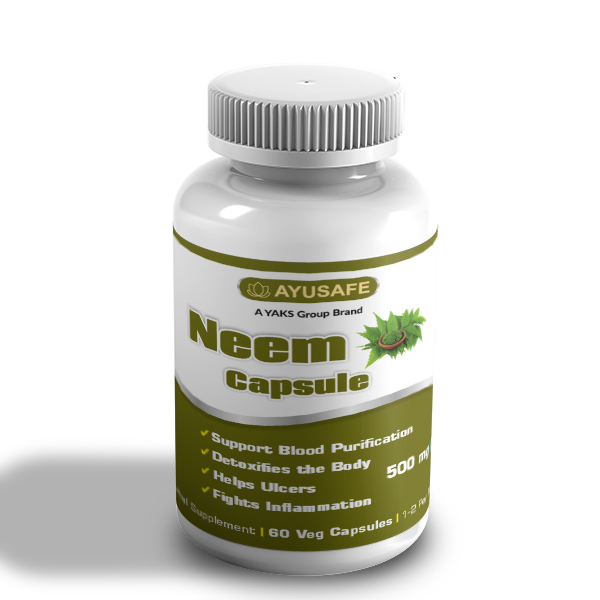 AYUSAFE
A YAKS Group Brand
Neem
Capsule
✓ Support Blood Purification
✓ Detoxifies the Body
✓ Helps Ulcers
✓ Fights Inflammation
500 mg
Supplement | 60 Veg Capsules | 1-2 Per